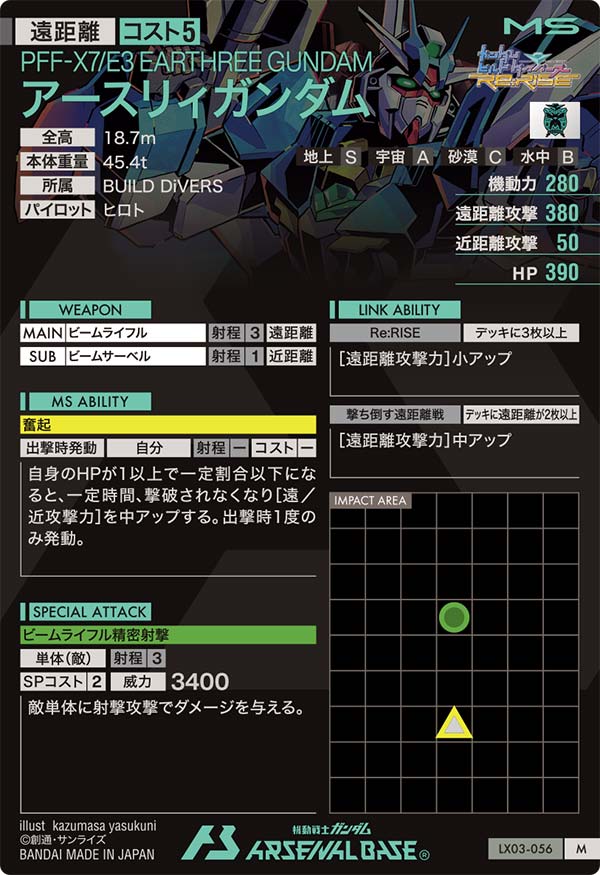 遠距離 コスト5 MS
PFF-X7/E3 EARTHREE GUNDAM
アースリィガンダム
ガンダム ビルドダイバーズ Re:RISE
全高 18.7m
本体重量 45.4t
所属 BUILD DiVERS
パイロット ヒロト
地上 S 宇宙 A 砂漠 C 水中 B
機動力 280
遠距離攻撃 380
近距離攻撃 50
HP 390
WEAPON
MAIN ビームライフル 射程 3 遠距離
SUB ビームサーベル 射程 1 近距離
MS ABILITY
奮起
出撃時発動 自分 射程 ー コスト ー
自身のHPが1以上で一定割合以下にな
ると、一定時間、撃破されなくなり[遠／
近攻撃力]を中アップする。出撃時1度の
み発動。
SPECIAL ATTACK
ビームライフル精密射撃
単体(敵) 射程 3
SPコスト 2 威力 3400
敵単体に射撃攻撃でダメージを与える。
LINK ABILITY
Re:RISE デッキに3枚以上
[遠距離攻撃力]小アップ
撃ち倒す遠距離戦 デッキに遠距離が2枚以上
[遠距離攻撃力]中アップ
IMPACT AREA
illust kazumasa yasukuni
©創通・サンライズ
BANDAI MADE IN JAPAN
機動戦士ガンダム
ARSENAL BASE®
LX03-056 M